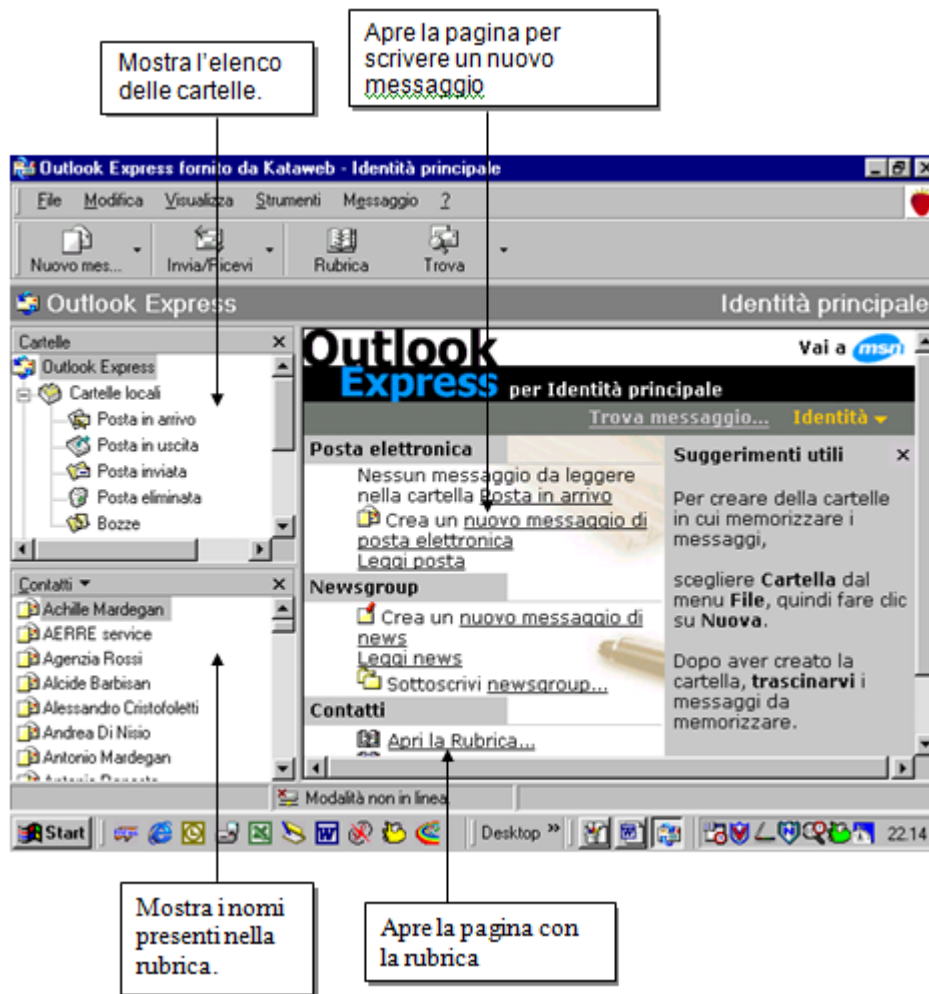 Mostra l'elenco
delle cartelle.
Apre la pagina per
scrivere un nuovo
messaggio
Outlook Express fornito da Kataweb - Identità principale
File Modifica Visualizza Strumenti Messaggio ?
Nuovo mes... Invia/Ricevi Rubrica Trova
Outlook Express Identità principale
Cartelle
Outlook Express
Cartelle locali
Posta in arrivo
Posta in uscita
Posta inviata
Posta eliminata
Bozze
Contatti
Achille Mardegan
AERRE service
Agenzia Rossi
Alcide Barbisan
Alessandro Cristofoletti
Andrea Di Nisio
Antonio Mardegan
Outlook
Express per Identità principale
Vai a msn
Trova messaggio... Identità
Posta elettronica
Nessun messaggio da leggere
nella cartella Posta in arrivo
Crea un nuovo messaggio di
posta elettronica
Leggi posta
Newsgroup
Crea un nuovo messaggio di
news
Leggi news
Sottoscrivi newsgroup...
Contatti
Apri la Rubrica...
Suggerimenti utili
Per creare della cartelle
in cui memorizzare i
messaggi,
scegliere Cartella dal
menu File, quindi fare clic
su Nuova.
Dopo aver creato la
cartella, trascinarvi i
messaggi da
memorizzare.
Modalità non in linea
Start Desktop » 22.14
Mostra i nomi
presenti nella
rubrica.
Apre la pagina con
la rubrica